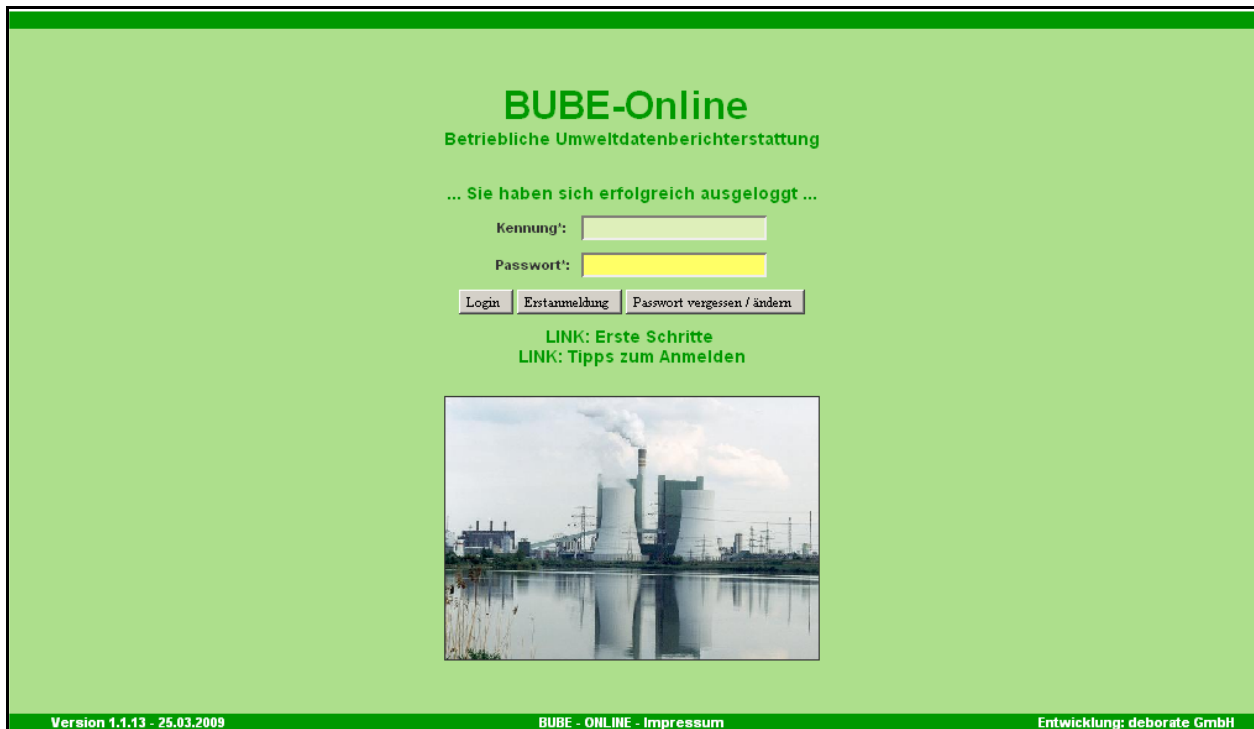 BUBE-Online
Betriebliche Umweltdatenberichterstattung
... Sie haben sich erfolgreich ausgeloggt ...
Kennung*:
Passwort*:
Login Erstanmeldung Passwort vergessen / ändern
LINK: Erste Schritte
LINK: Tipps zum Anmelden
Version 1.1.13 - 25.03.2009 BUBE - ONLINE - Impressum Entwicklung: deborate GmbH